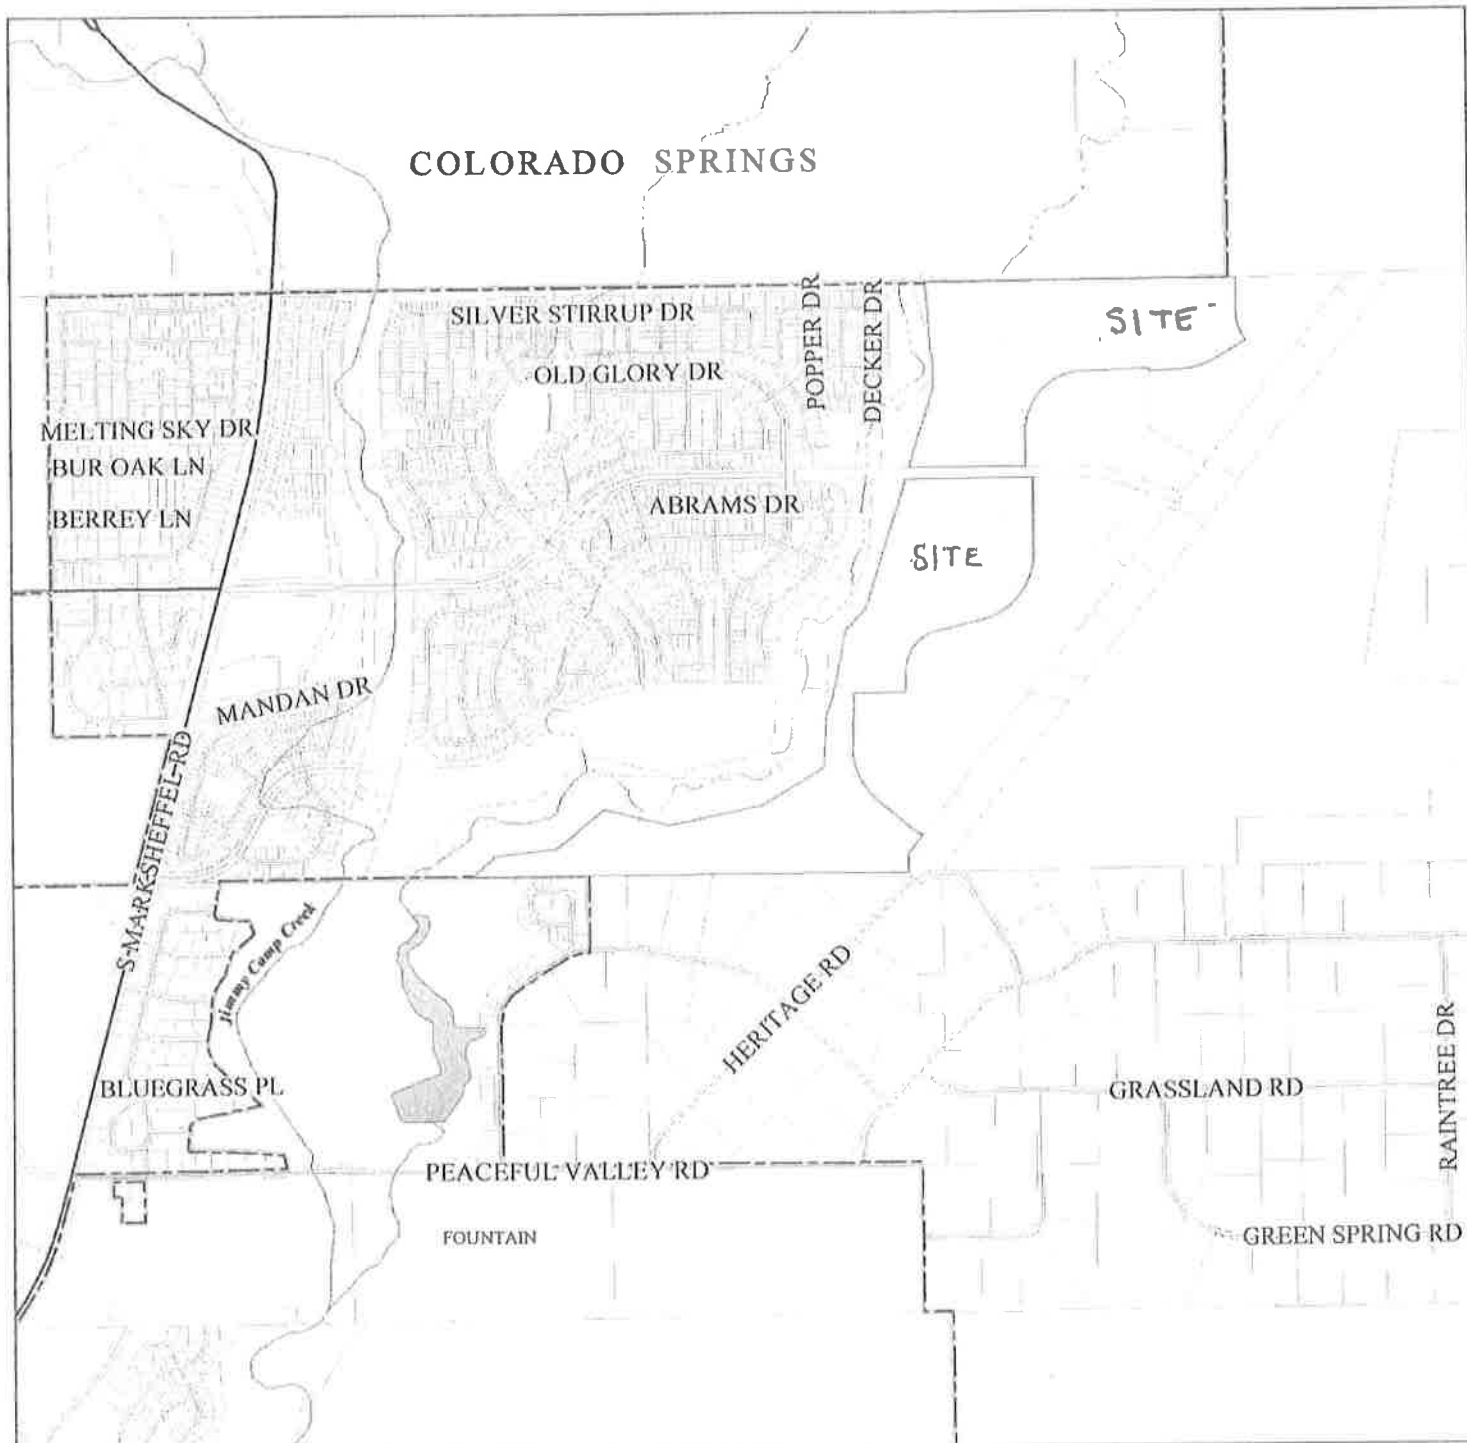 COLORADO SPRINGS
SILVER STIRRUP DR
POPPER DR
DECKER DR
SITE
OLD GLORY DR
MELTING SKY DR
BUR OAK LN
BERREY LN
ABRAMS DR
SITE
MANDAN DR
S MARKSHEFFEL RD
Jimmy Camp Creek
HERITAGE RD
BLUEGRASS PL
GRASSLAND RD
RAINTREE DR
PEACEFUL VALLEY RD
FOUNTAIN
GREEN SPRING RD